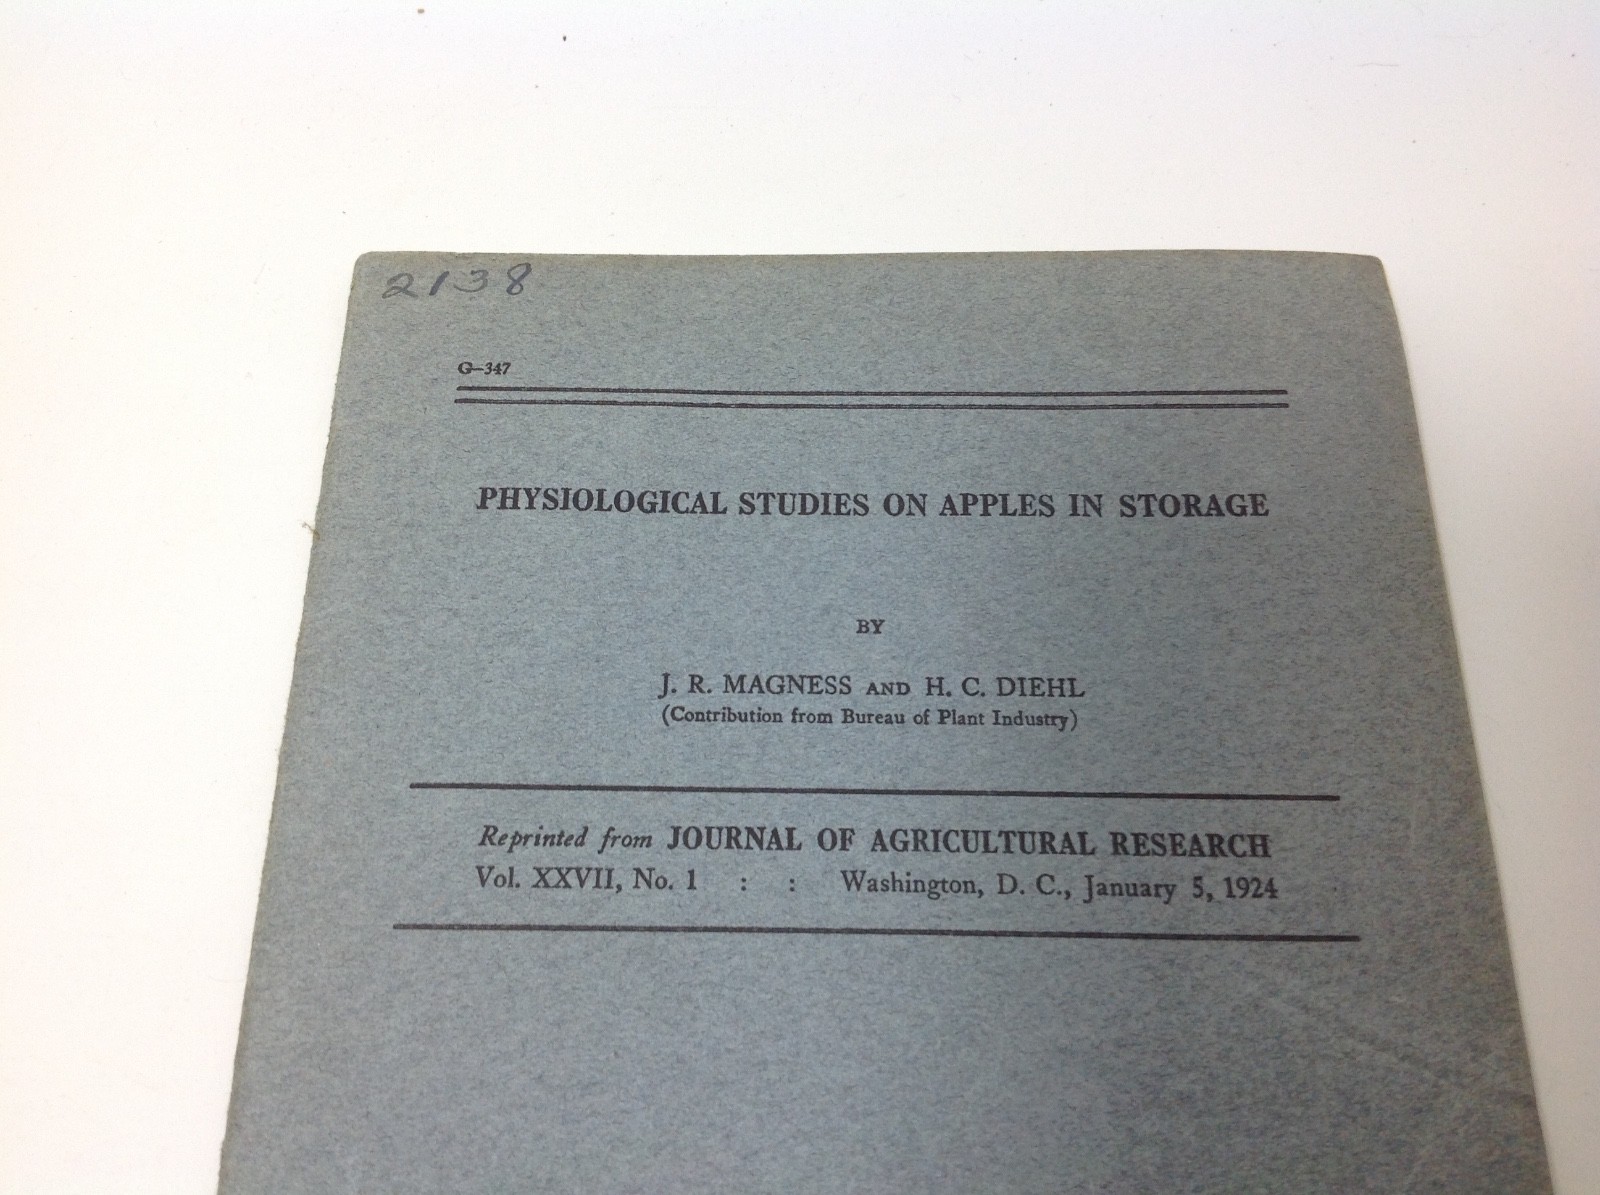 2138
G–347
PHYSIOLOGICAL STUDIES ON APPLES IN STORAGE
BY
J. R. MAGNESS AND H. C. DIEHL
(Contribution from Bureau of Plant Industry)
Reprinted from JOURNAL OF AGRICULTURAL RESEARCH
Vol. XXVII, No. 1 : : Washington, D. C., January 5, 1924